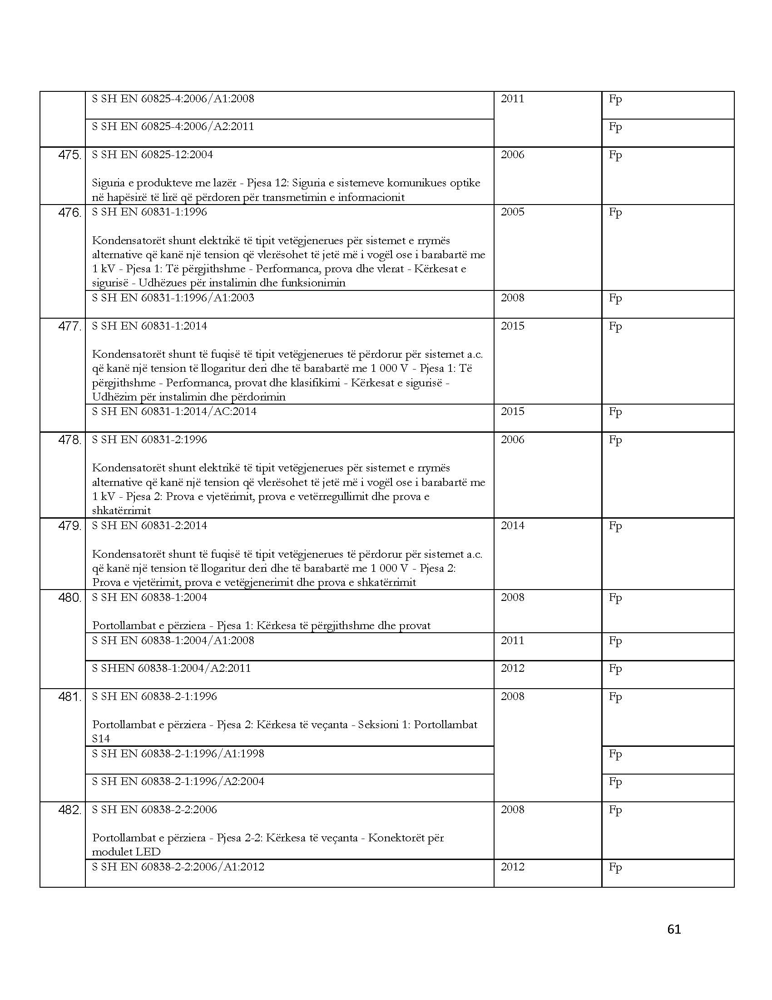 S SH EN 60825-4:2006/A1:2008 2011 Fp
S SH EN 60825-4:2006/A2:2011 Fp
475. S SH EN 60825-12:2004 2006 Fp
Siguria e produkteve me lazër - Pjesa 12: Siguria e sistemeve komunikues optike
në hapësirë të lirë që përdoren për transmetimin e informacionit
476. S SH EN 60831-1:1996 2005 Fp
Kondensatorët shunt elektrikë të tipit vetëgjenerues për sistemet e rrymës
alternative që kanë një tension që vlerësohet të jetë më i vogël ose i barabartë me
1 kV - Pjesa 1: Të përgjithshme - Performanca, prova dhe vlerat - Kërkesat e
sigurisë - Udhëzues për instalimin dhe funksionimin
S SH EN 60831-1:1996/A1:2003 2008 Fp
477. S SH EN 60831-1:2014 2015 Fp
Kondensatorët shunt të fuqisë të tipit vetëgjenerues të përdorur për sistemet a.c.
që kanë një tension të llogaritur deri dhe të barabartë me 1 000 V - Pjesa 1: Të
përgjithshme - Performanca, provat dhe klasifikimi - Kërkesat e sigurisë -
Udhëzim për instalimin dhe përdorimin
S SH EN 60831-1:2014/AC:2014 2015 Fp
478. S SH EN 60831-2:1996 2006 Fp
Kondensatorët shunt elektrikë të tipit vetëgjenerues për sistemet e rrymës
alternative që kanë një tension që vlerësohet të jetë më i vogël ose i barabartë me
1 kV - Pjesa 2: Prova e vjetërimit, prova e vetërregullimit dhe prova e
shkatërrimit
479. S SH EN 60831-2:2014 2014 Fp
Kondensatorët shunt të fuqisë të tipit vetëgjenerues të përdorur për sistemet a.c.
që kanë një tension të llogaritur deri dhe të barabartë me 1 000 V - Pjesa 2:
Prova e vjetërimit, prova e vetëgjenerimit dhe prova e shkatërrimit
480. S SH EN 60838-1:2004 2008 Fp
Portollambat e përziera - Pjesa 1: Kërkesa të përgjithshme dhe provat
S SH EN 60838-1:2004/A1:2008 2011 Fp
S SHEN 60838-1:2004/A2:2011 2012 Fp
481. S SH EN 60838-2-1:1996 2008 Fp
Portollambat e përziera - Pjesa 2: Kërkesa të veçanta - Seksioni 1: Portollambat
S14
S SH EN 60838-2-1:1996/A1:1998 Fp
S SH EN 60838-2-1:1996/A2:2004 Fp
482. S SH EN 60838-2-2:2006 2008 Fp
Portollambat e përziera - Pjesa 2-2: Kërkesa të veçanta - Konektorët për
modulet LED
S SH EN 60838-2-2:2006/A1:2012 2012 Fp
61